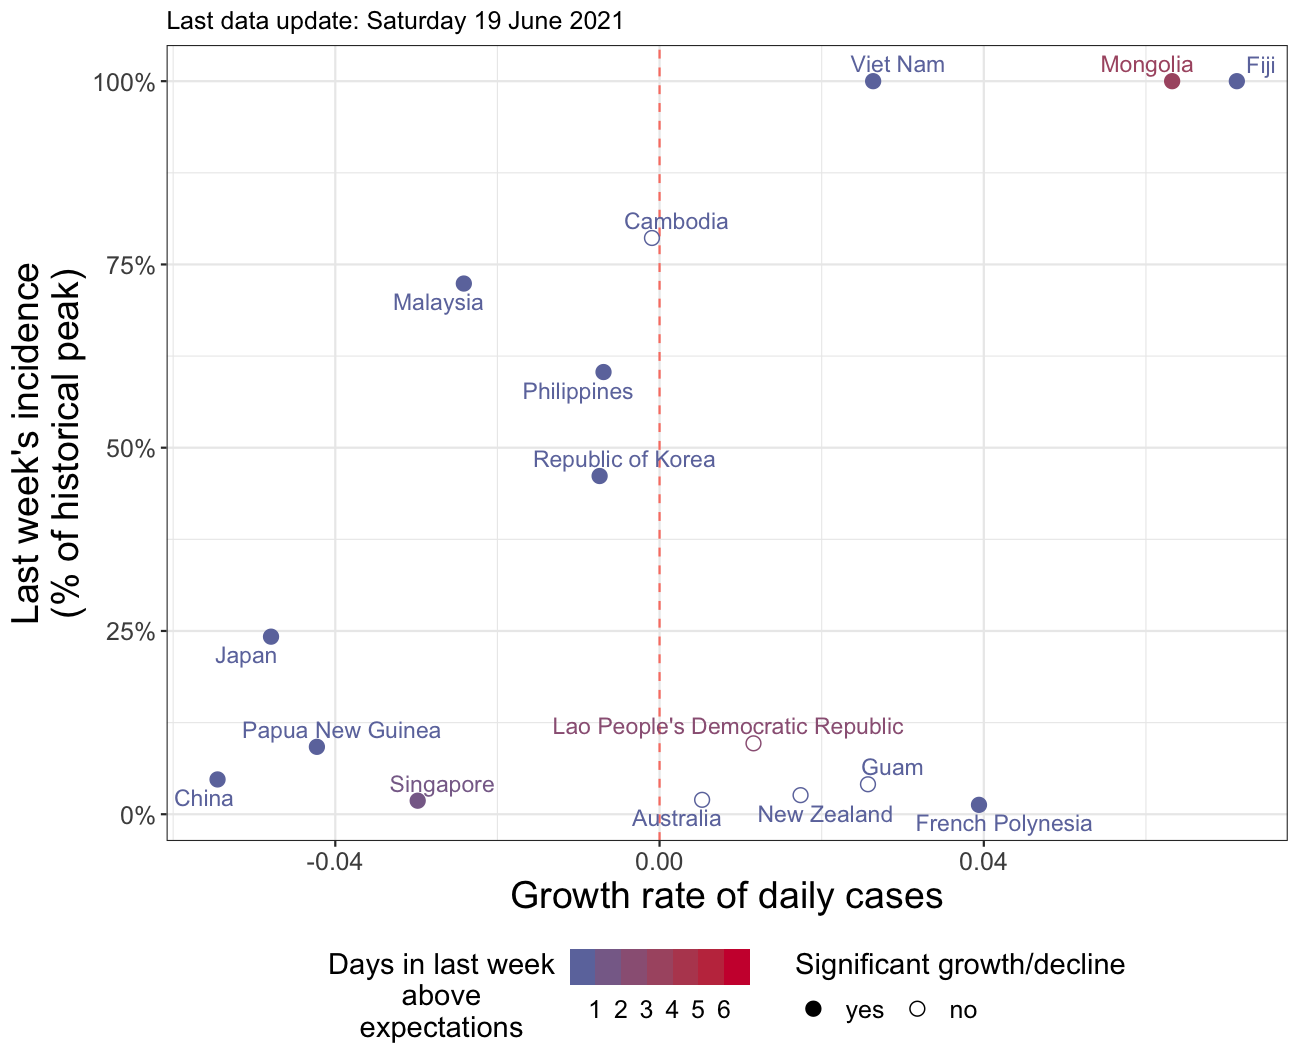 Last data update: Saturday 19 June 2021
Last week's incidence
(% of historical peak)
100%
75%
50%
25%
0%
Viet Nam
Mongolia
Fiji
Cambodia
Malaysia
Philippines
Republic of Korea
Japan
Papua New Guinea
Lao People's Democratic Republic
China
Singapore
Guam
Australia
New Zealand
French Polynesia
-0.04
0.00
0.04
Growth rate of daily cases
Days in last week
above
expectations
1 2 3 4 5 6
Significant growth/decline
yes
no